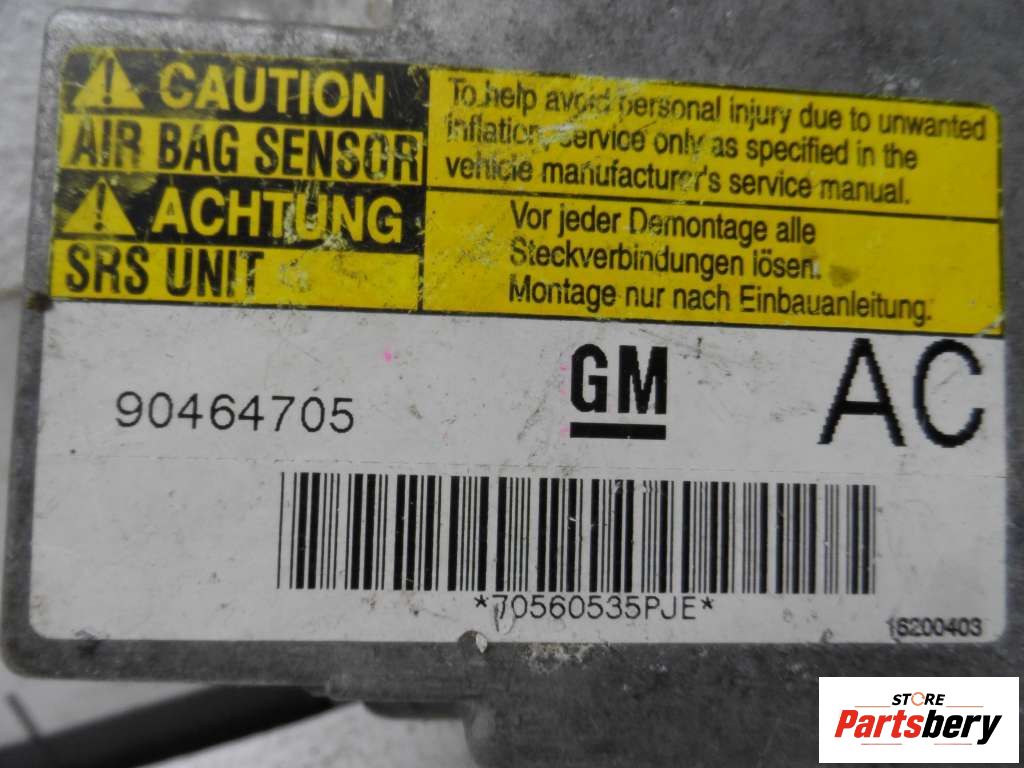 CAUTION
AIR BAG SENSOR
ACHTUNG
SRS UNIT
To help avoid personal injury due to unwanted
inflation, service only as specified in the
vehicle manufacturer's service manual.
Vor jeder Demontage alle
Steckverbindungen lösen.
Montage nur nach Einbauanleitung.
90464705
GM
AC
*70560535PJE*
16200403
STORE
Partsbery